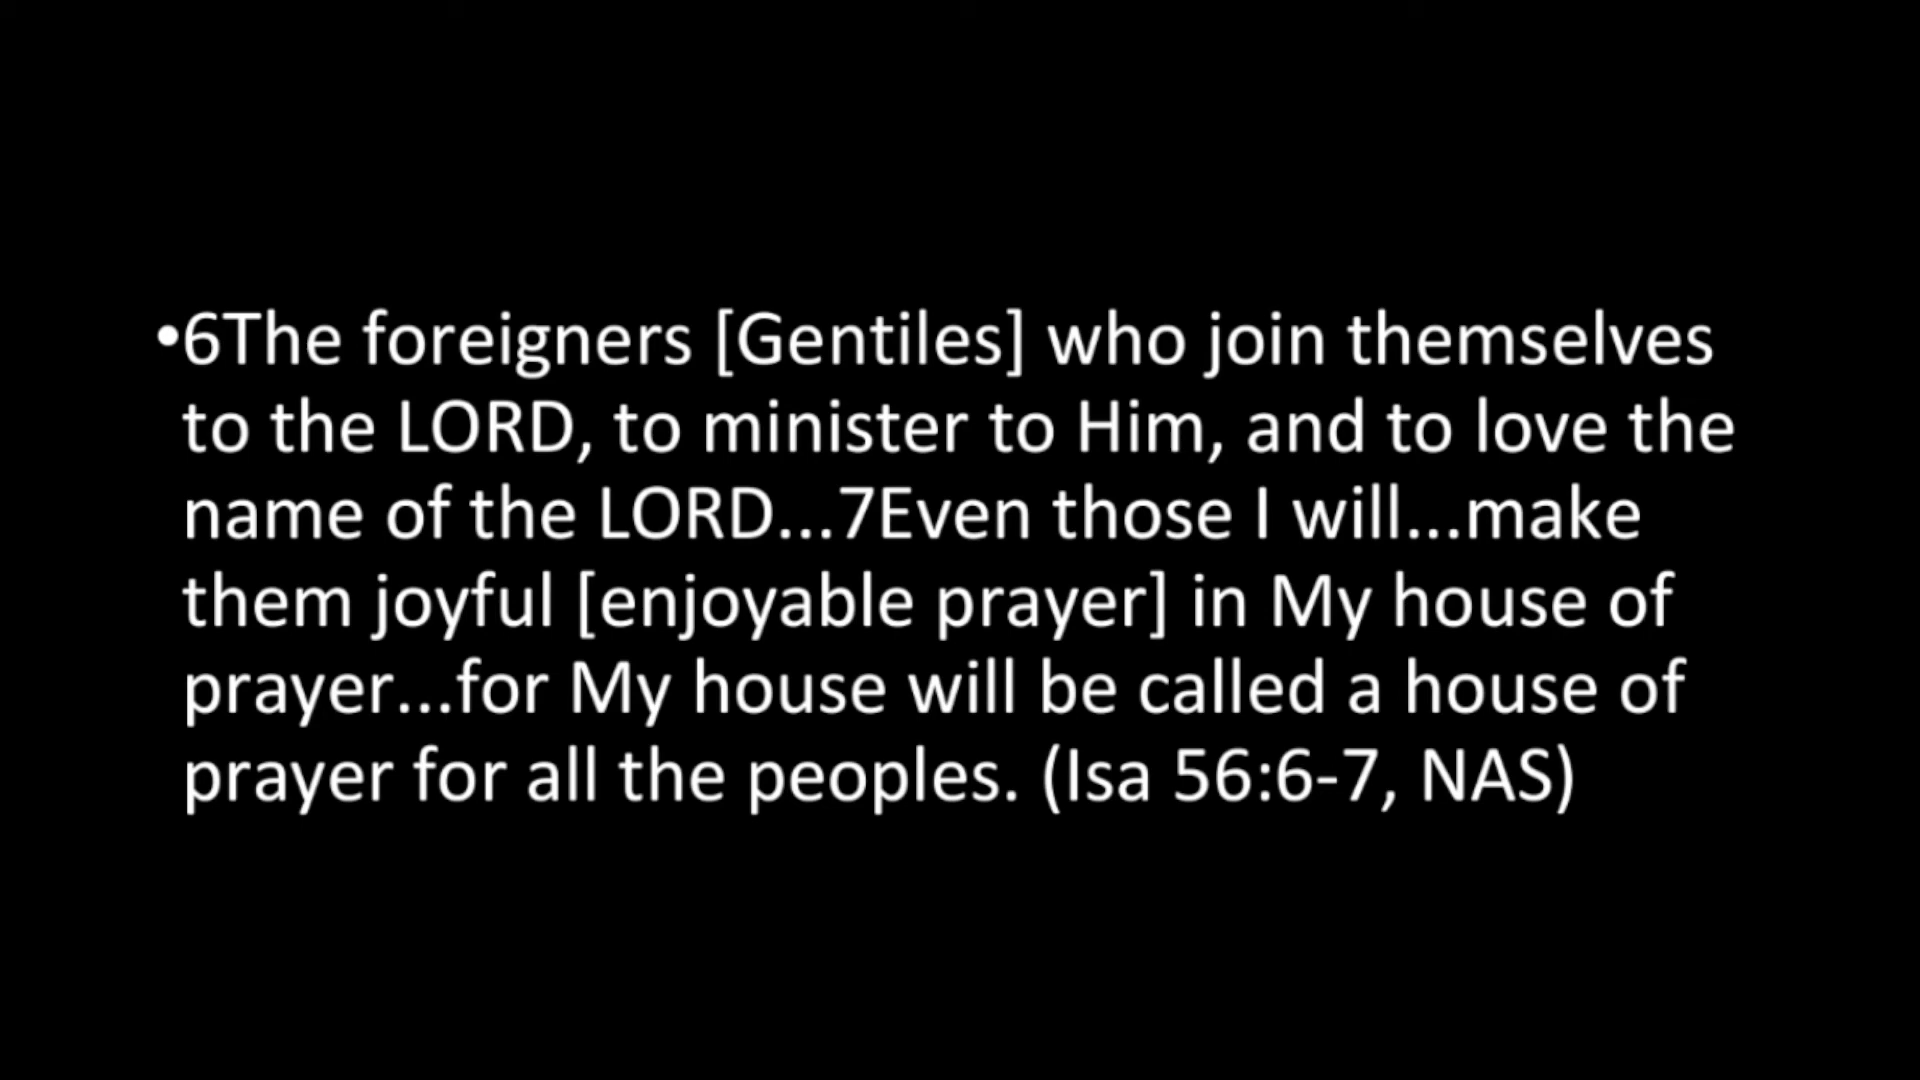 •6The foreigners [Gentiles] who join themselves
to the LORD, to minister to Him, and to love the
name of the LORD...7Even those I will...make
them joyful [enjoyable prayer] in My house of
prayer...for My house will be called a house of
prayer for all the peoples. (Isa 56:6-7, NAS)